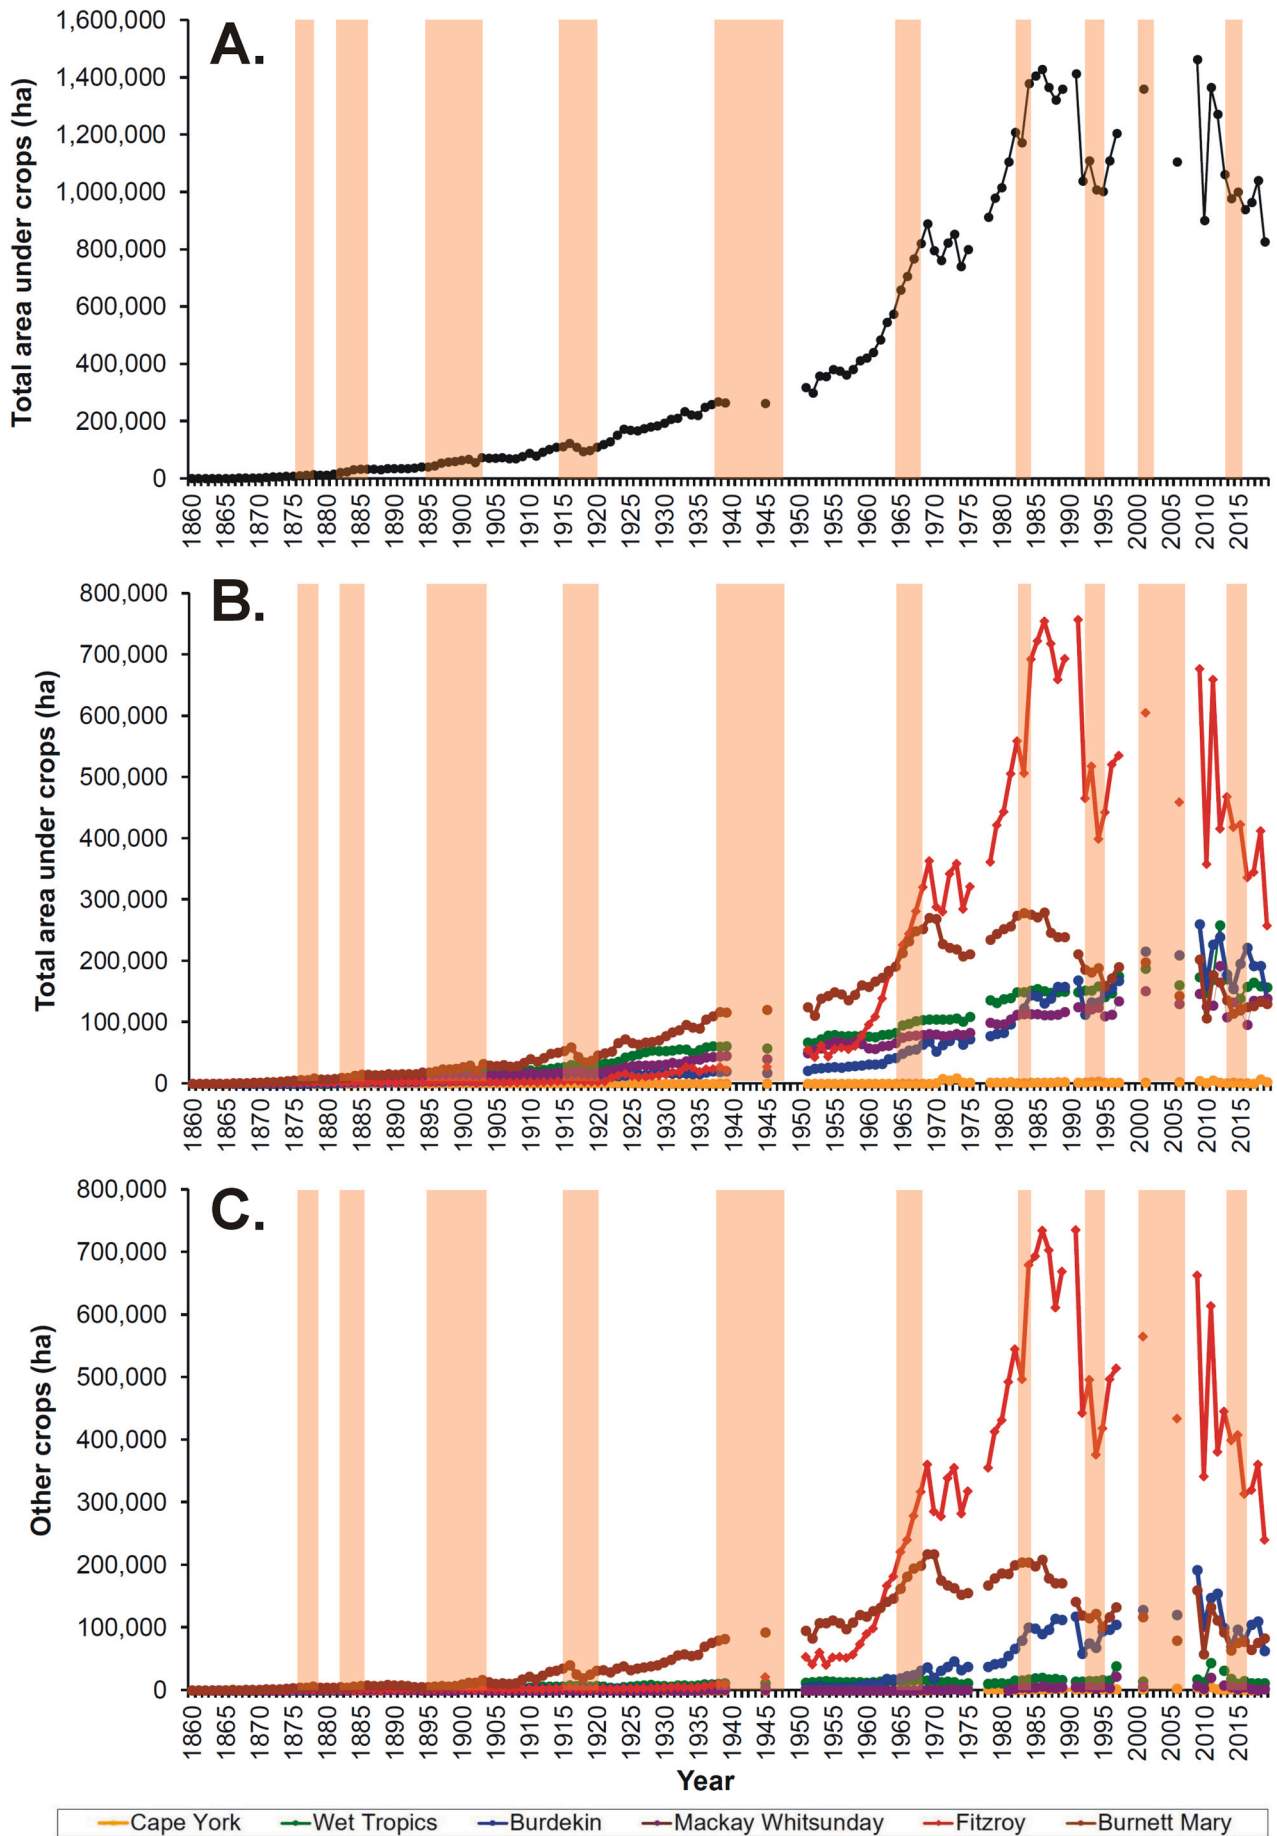 A.
Total area under crops (ha)
1,600,000
1,400,000
1,200,000
1,000,000
800,000
600,000
400,000
200,000
0
1860 1865 1870 1875 1880 1885 1890 1895 1900 1905 1910 1915 1920 1925 1930 1935 1940 1945 1950 1955 1960 1965 1970 1975 1980 1985 1990 1995 2000 2005 2010 2015
B.
Total area under crops (ha)
800,000
700,000
600,000
500,000
400,000
300,000
200,000
100,000
0
1860 1865 1870 1875 1880 1885 1890 1895 1900 1905 1910 1915 1920 1925 1930 1935 1940 1945 1950 1955 1960 1965 1970 1975 1980 1985 1990 1995 2000 2005 2010 2015
C.
Other crops (ha)
800,000
700,000
600,000
500,000
400,000
300,000
200,000
100,000
0
1860 1865 1870 1875 1880 1885 1890 1895 1900 1905 1910 1915 1920 1925 1930 1935 1940 1945 1950 1955 1960 1965 1970 1975 1980 1985 1990 1995 2000 2005 2010 2015
Year
Cape York Wet Tropics Burdekin Mackay Whitsunday Fitzroy Burnett Mary